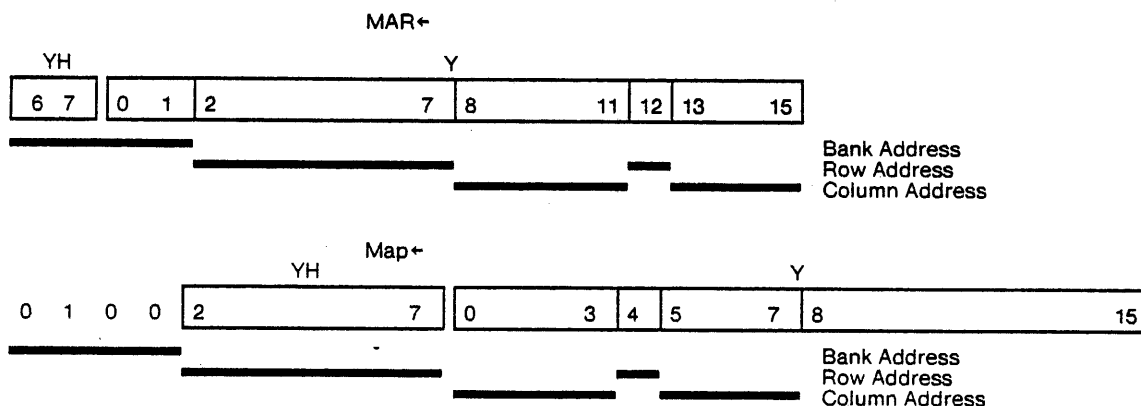 MAR←
YH Y
6 7 0 1 2 7 8 11 12 13 15
Bank Address
Row Address
Column Address
Map←
YH Y
0 1 0 0 2 7 0 3 4 5 7 8 15
Bank Address
Row Address
Column Address